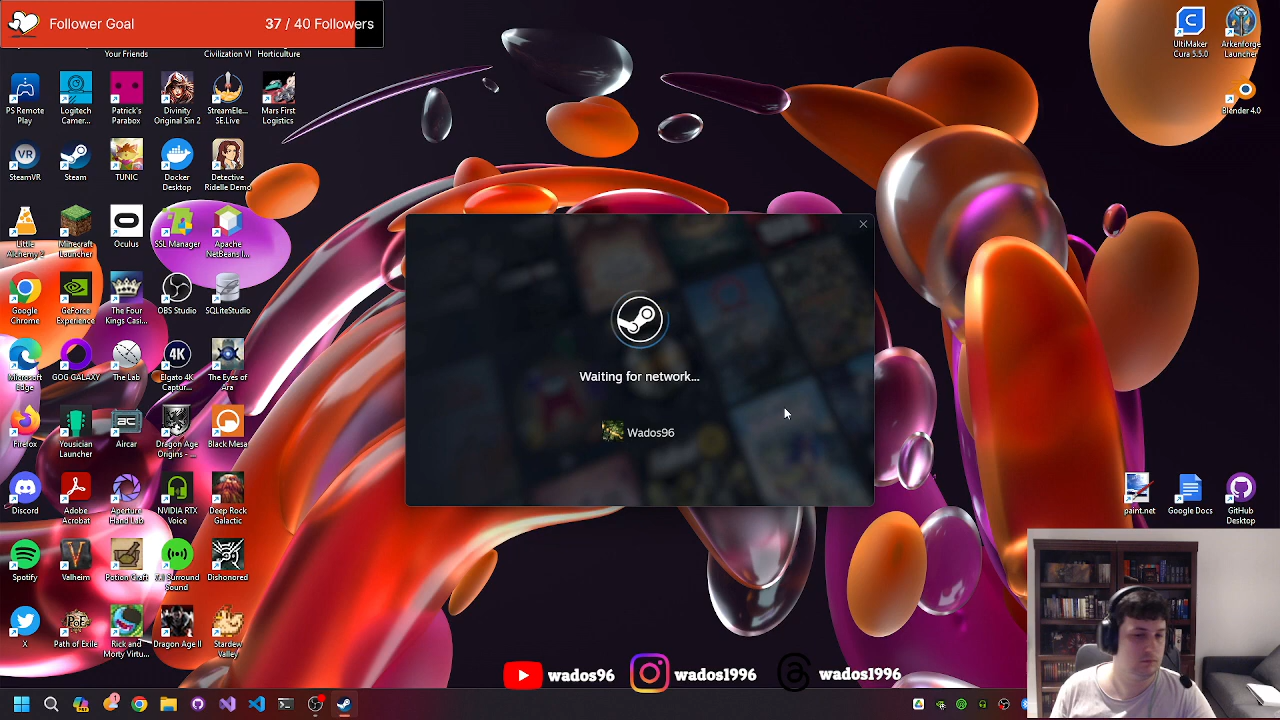 Follower Goal
37 / 40 Followers
Your Friends
Civilization VI
Horticulture
PS Remote Play
Logitech Camer...
Patrick's Parabox
Divinity Original Sin 2
StreamEle... SE.Live
Mars First Logistics
SteamVR
Steam
TUNIC
Docker Desktop
Detective Ridelle Demo
Little Alchemy 2
Minecraft Launcher
Oculus
SSL Manager
Apache NetBeans I...
Google Chrome
GeForce Experience
The Four Kings Casi...
OBS Studio
SQLiteStudio
Microsoft Edge
GOG GALAXY
The Lab
4K
Elgato 4K Captur...
The Eyes of Ara
Firefox
Yousician Launcher
Aircar
Dragon Age Origins - ...
Black Mesa
Discord
Adobe Acrobat
Aperture Hand Lab
NVIDIA RTX Voice
Deep Rock Galactic
Spotify
Valheim
Potion Craft
7.1 Surround Sound
Dishonored
X
Path of Exile
Rick and Morty Virtu...
Dragon Age II
Stardew Valley
UltiMaker Cura 5.5.0
Arkenforge Launcher
Blender 4.0
Waiting for network...
Wados96
paint.net
Google Docs
GitHub Desktop
wados96
wados1996
wados1996